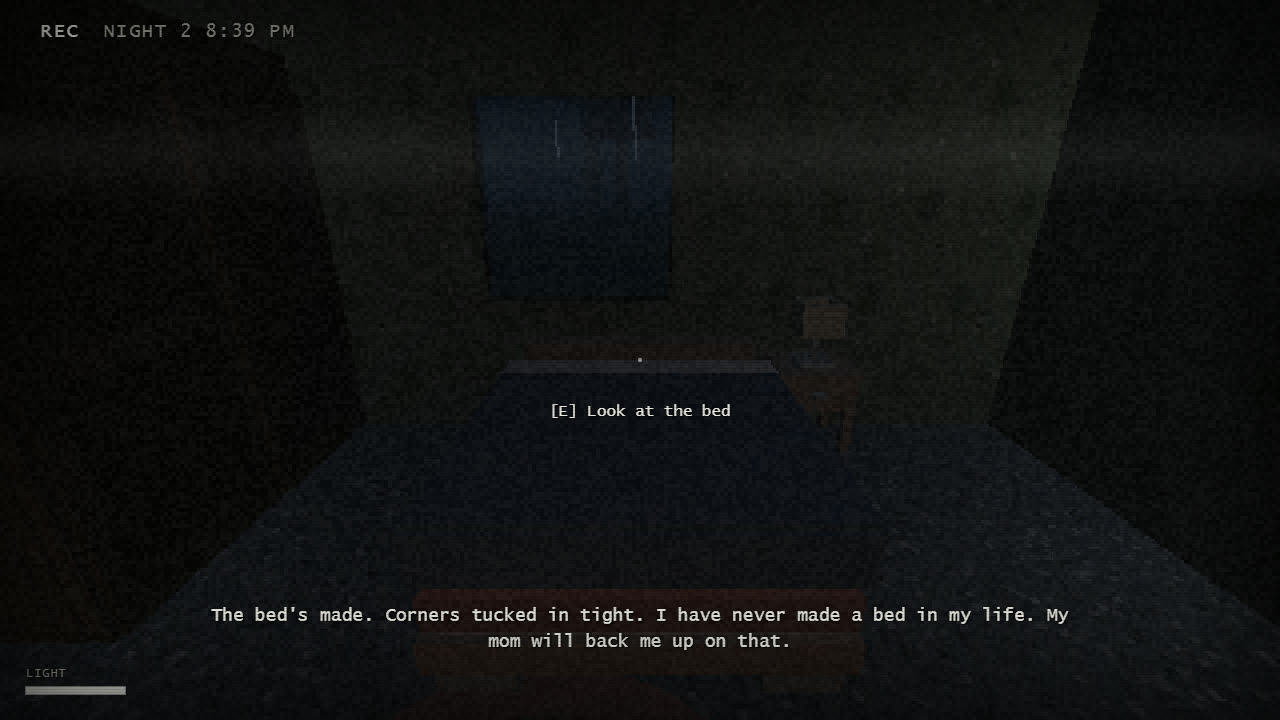 REC NIGHT 2 8:39 PM
[E] Look at the bed
The bed's made. Corners tucked in tight. I have never made a bed in my life. My
mom will back me up on that.
LIGHT